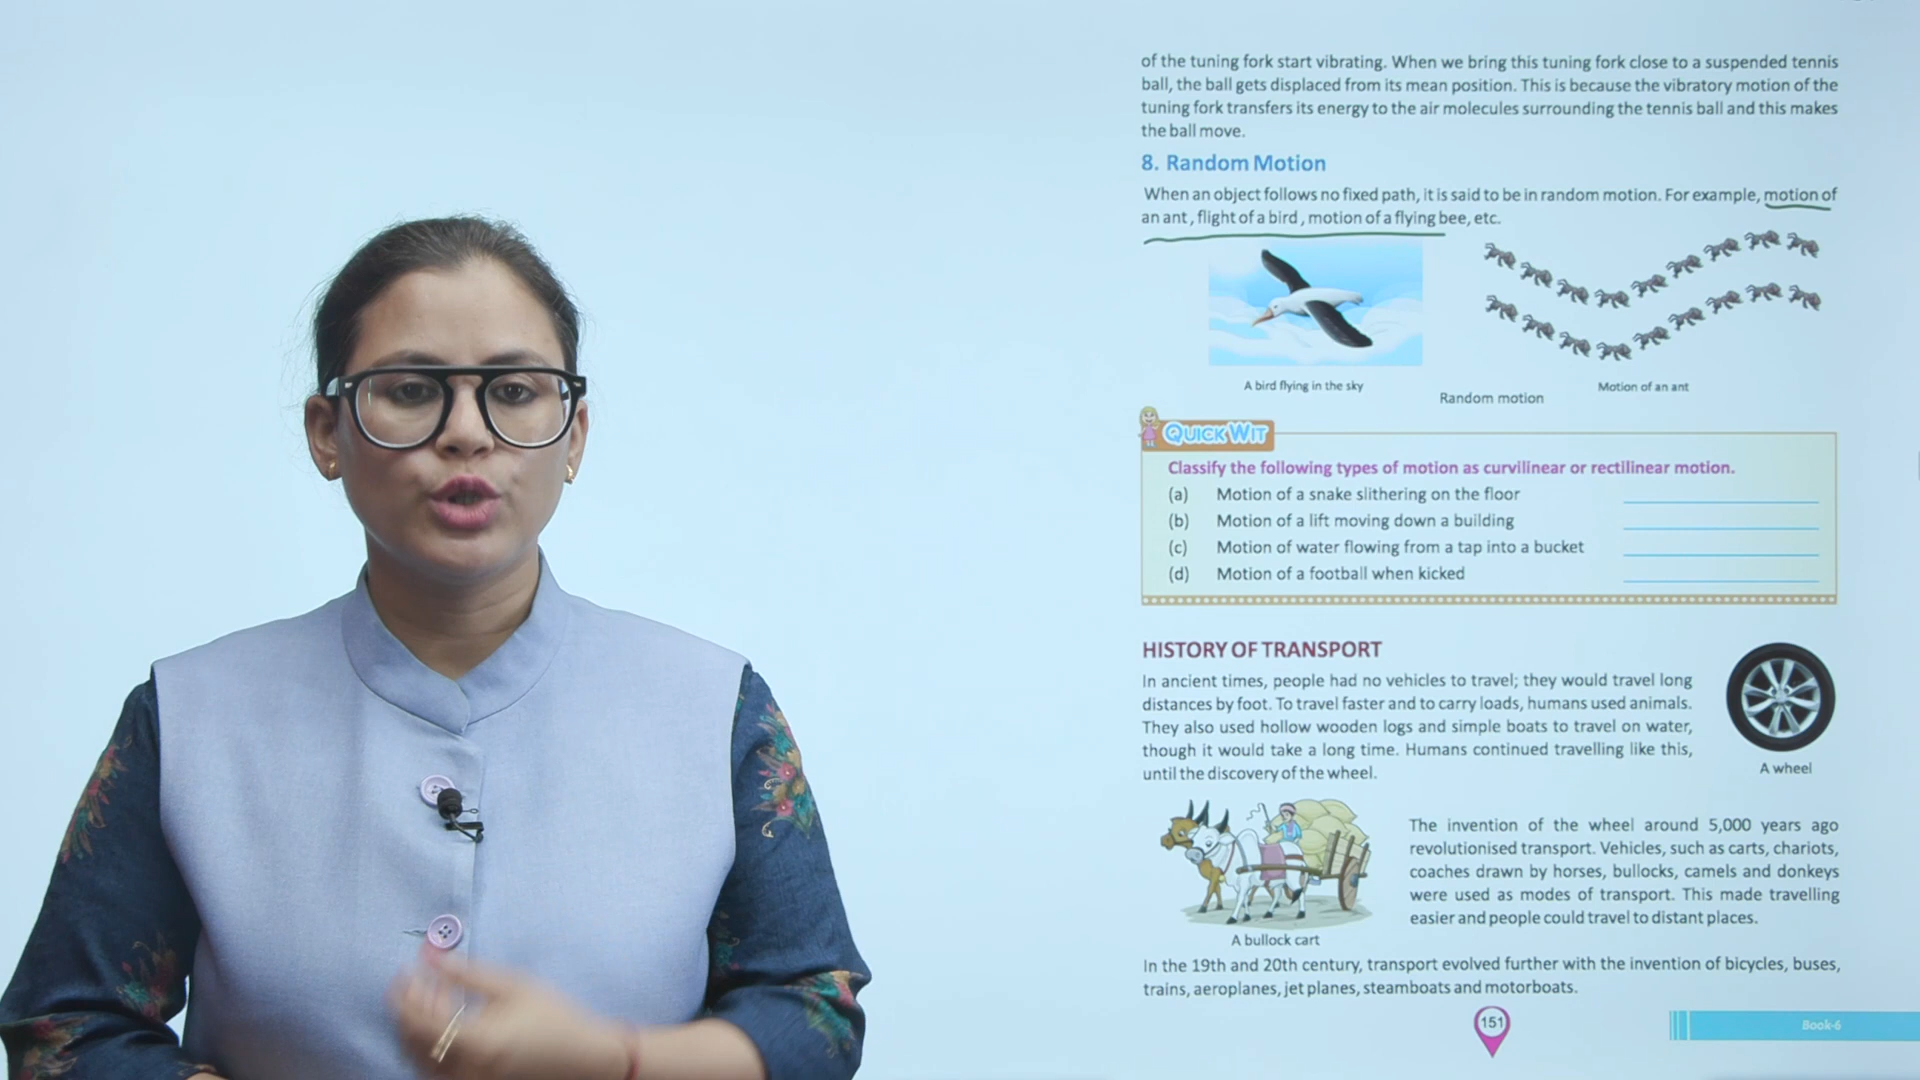 of the tuning fork start vibrating. When we bring this tuning fork close to a suspended tennis
ball, the ball gets displaced from its mean position. This is because the vibratory motion of the
tuning fork transfers its energy to the air molecules surrounding the tennis ball and this makes
the ball move.
8. Random Motion
When an object follows no fixed path, it is said to be in random motion. For example, motion of
an ant, flight of a bird, motion of a flying bee, etc.
A bird flying in the sky
Motion of an ant
Random motion
QUICK WIT
Classify the following types of motion as curvilinear or rectilinear motion.
(a) Motion of a snake slithering on the floor
(b) Motion of a lift moving down a building
(c) Motion of water flowing from a tap into a bucket
(d) Motion of a football when kicked
HISTORY OF TRANSPORT
In ancient times, people had no vehicles to travel; they would travel long
distances by foot. To travel faster and to carry loads, humans used animals.
They also used hollow wooden logs and simple boats to travel on water,
though it would take a long time. Humans continued travelling like this,
until the discovery of the wheel.
A wheel
The invention of the wheel around 5,000 years ago
revolutionised transport. Vehicles, such as carts, chariots,
coaches drawn by horses, bullocks, camels and donkeys
were used as modes of transport. This made travelling
easier and people could travel to distant places.
A bullock cart
In the 19th and 20th century, transport evolved further with the invention of bicycles, buses,
trains, aeroplanes, jet planes, steamboats and motorboats.
151
Book-6